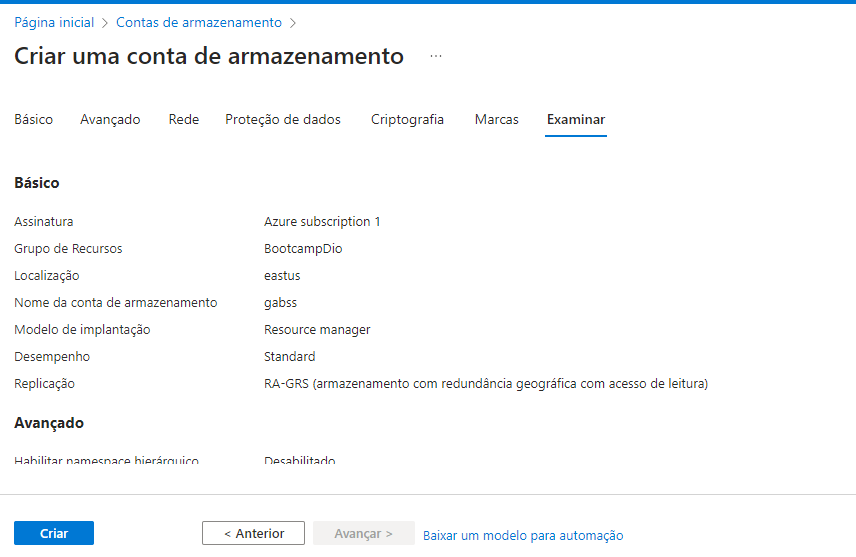 Página inicial > Contas de armazenamento >
Criar uma conta de armazenamento ...
Básico Avançado Rede Proteção de dados Criptografia Marcas Examinar
Básico
Assinatura Azure subscription 1
Grupo de Recursos BootcampDio
Localização eastus
Nome da conta de armazenamento gabss
Modelo de implantação Resource manager
Desempenho Standard
Replicação RA-GRS (armazenamento com redundância geográfica com acesso de leitura)
Avançado
Habilitar namespace hierárquico Desabilitado
Criar < Anterior Avançar > Baixar um modelo para automação